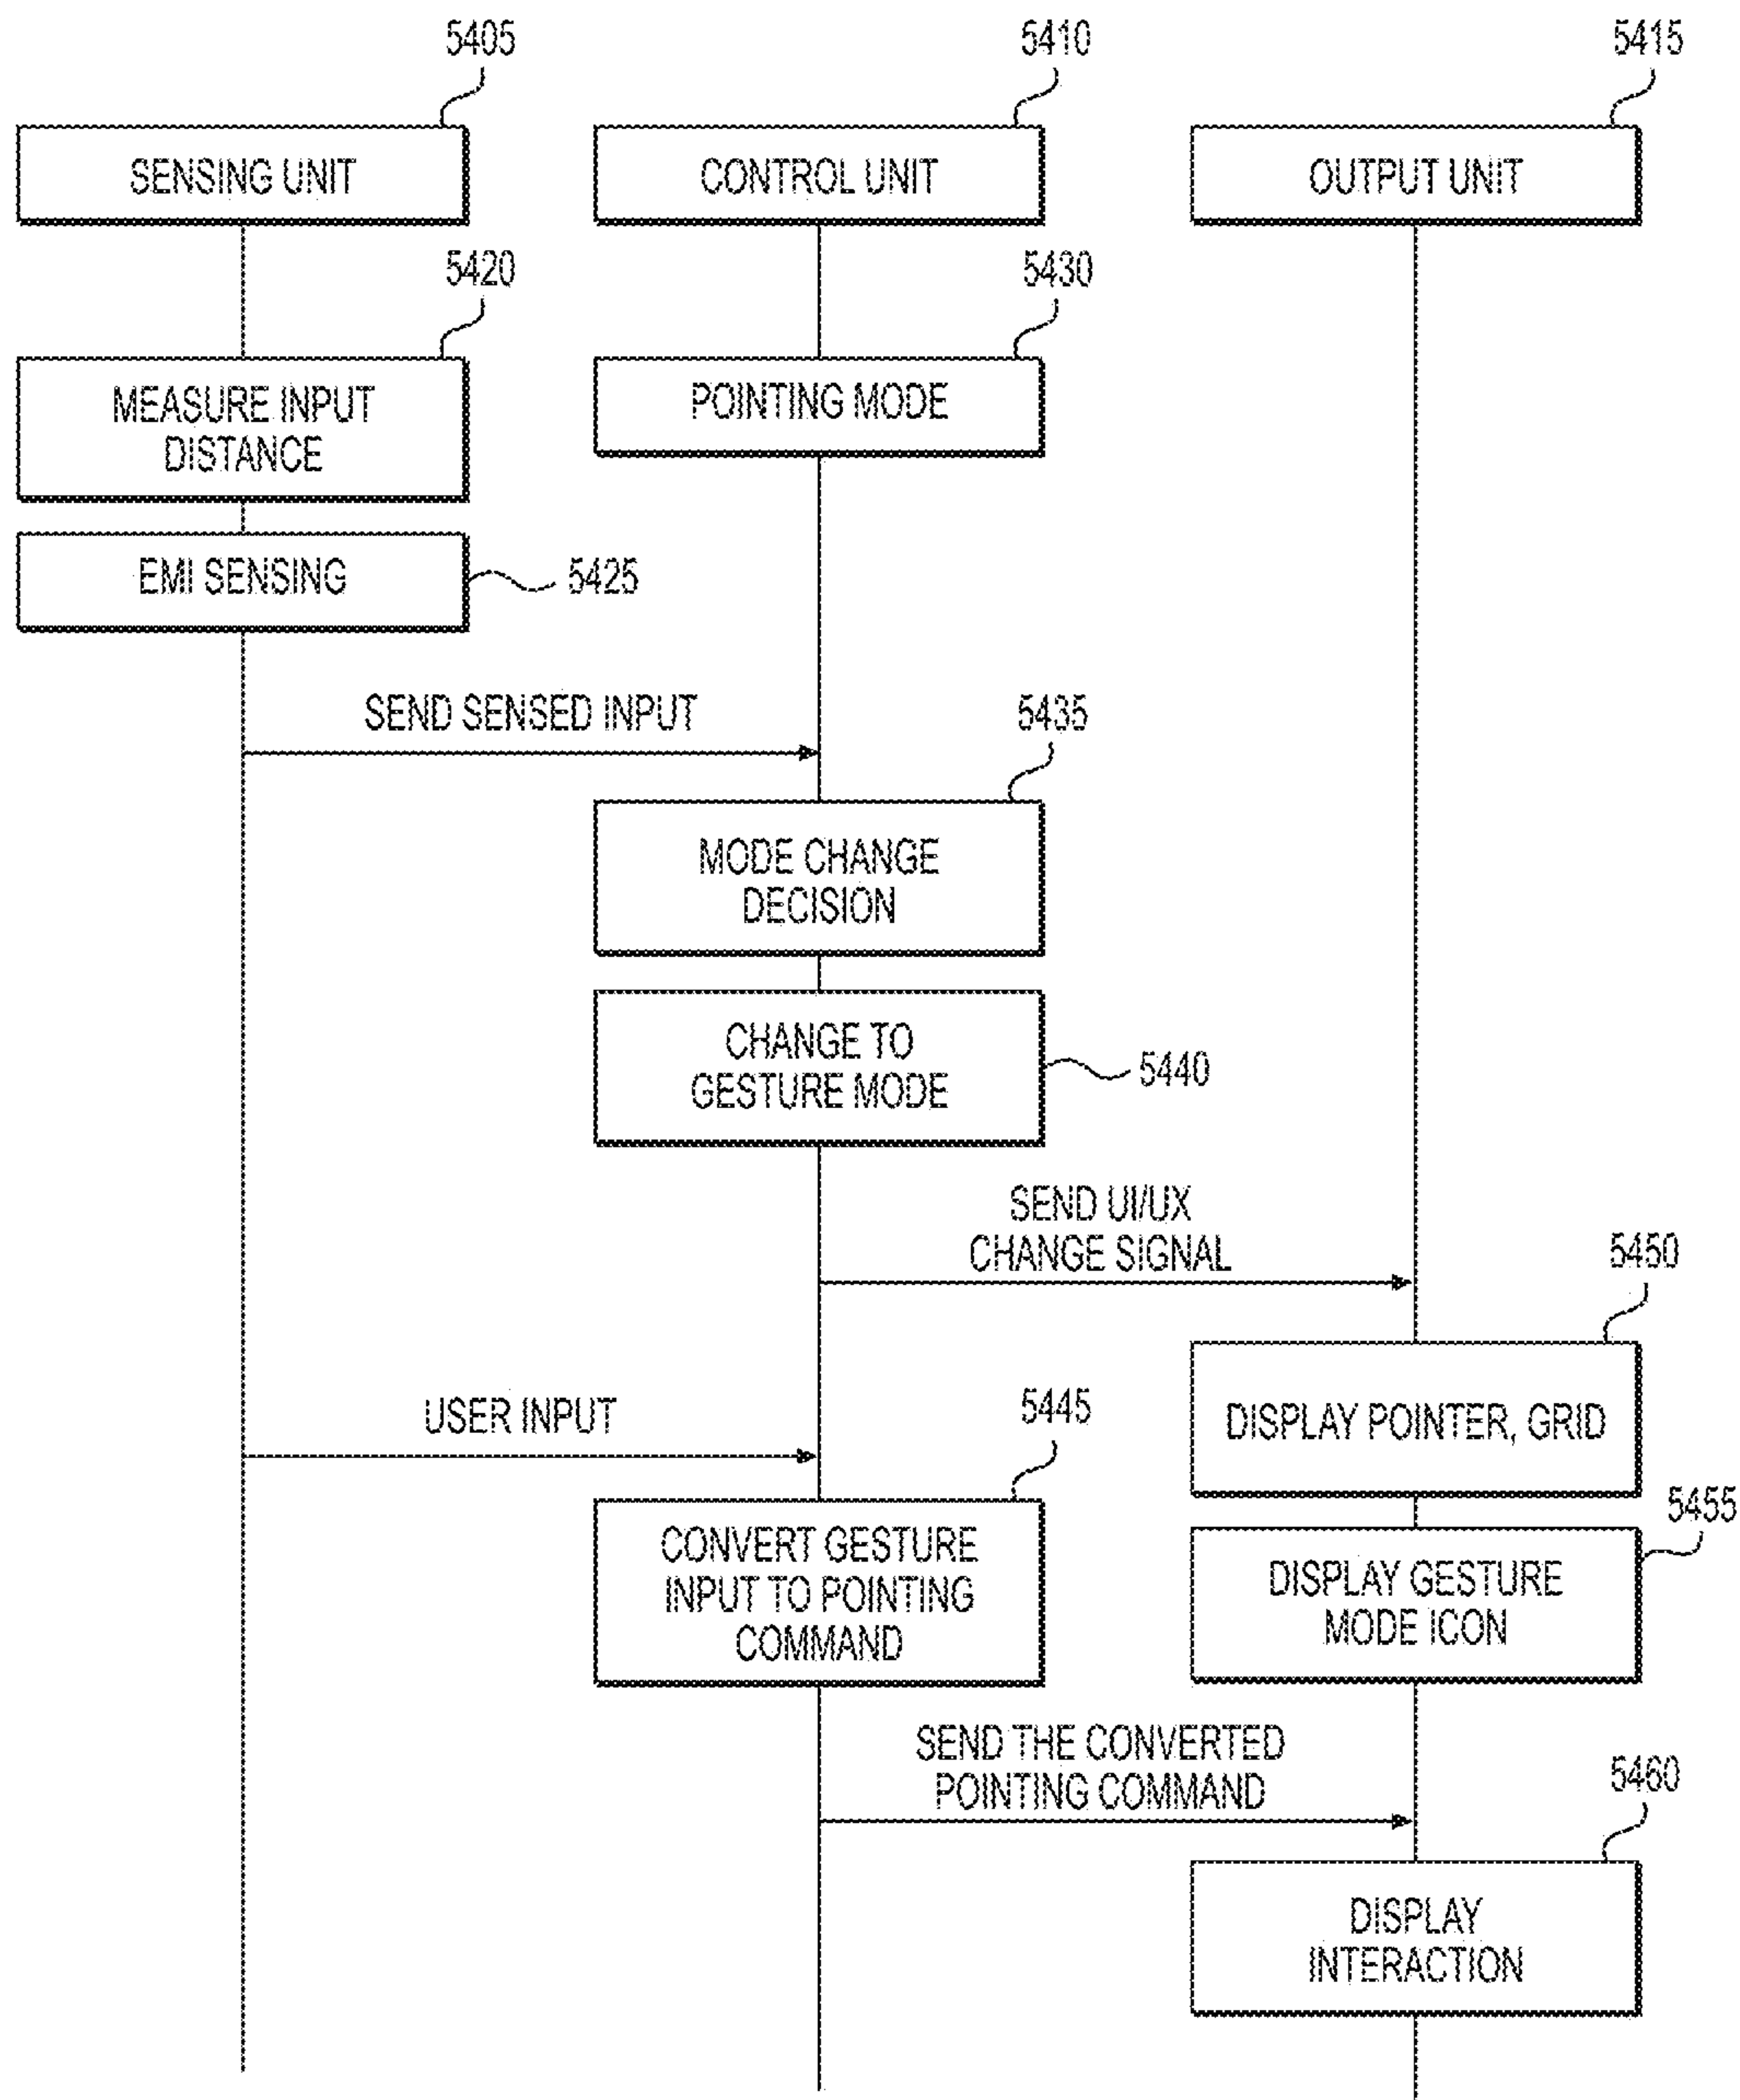 5405
5410
5415
SENSING UNIT
CONTROL UNIT
OUTPUT UNIT
5420
5430
MEASURE INPUT
DISTANCE
POINTING MODE
EMI SENSING
5425
SEND SENSED INPUT
5435
MODE CHANGE
DECISION
CHANGE TO
GESTURE MODE
5440
SEND UI/UX
CHANGE SIGNAL
5450
DISPLAY POINTER, GRID
USER INPUT
5445
CONVERT GESTURE
INPUT TO POINTING
COMMAND
5455
DISPLAY GESTURE
MODE ICON
SEND THE CONVERTED
POINTING COMMAND
5460
DISPLAY
INTERACTION